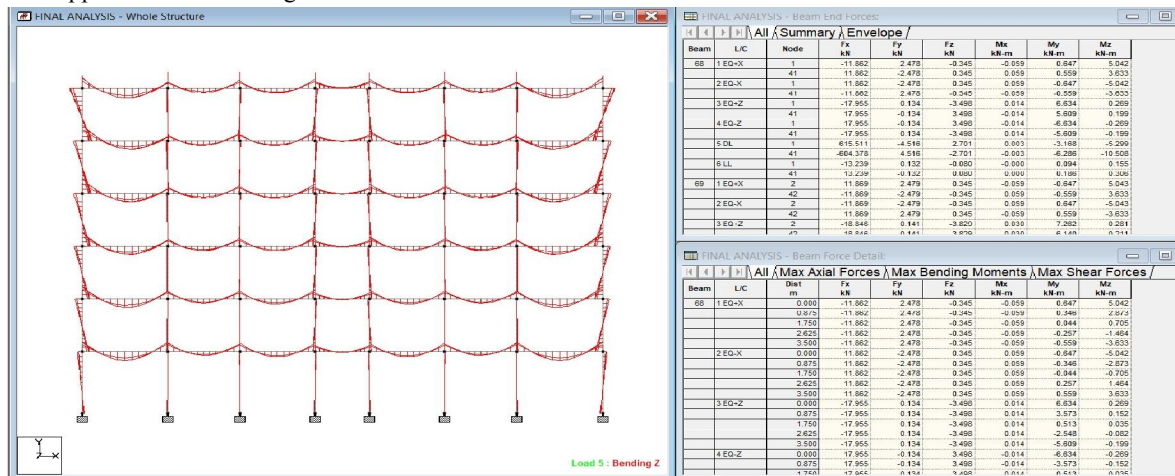 FINAL ANALYSIS - Whole Structure
Load 5 : Bending Z
Y
X
FINAL ANALYSIS - Beam End Forces:
All Summary Envelope
Beam L/C Node Fx kN Fy kN Fz kN Mx kN-m My kN-m Mz kN-m
68 1 EQ+X 1 -11.862 2.478 -0.345 -0.059 0.647 5.042
41 11.862 -2.478 0.345 0.059 0.559 3.633
2 EQ-X 1 11.862 -2.478 0.345 0.059 -0.647 -5.042
41 -11.862 2.478 -0.345 -0.059 -0.559 -3.633
3 EQ+Z 1 -17.955 0.134 -3.498 0.014 6.634 0.269
41 17.955 -0.134 3.498 -0.014 5.609 0.199
4 EQ-Z 1 17.955 -0.134 3.498 -0.014 -6.634 -0.269
41 -17.955 0.134 -3.498 0.014 -5.609 -0.199
5 DL 1 615.511 -4.516 2.701 0.003 -3.168 -5.299
41 -604.378 4.516 -2.701 -0.003 -6.286 -10.508
6 LL 1 -13.239 0.132 -0.080 -0.000 0.094 0.155
41 13.239 -0.132 0.080 0.000 0.186 0.306
69 1 EQ+X 2 11.869 2.479 0.345 -0.059 -0.647 5.043
42 -11.869 -2.479 -0.345 0.059 -0.559 3.633
2 EQ-X 2 -11.869 -2.479 -0.345 0.059 0.647 -5.043
42 11.869 2.479 0.345 -0.059 0.559 -3.633
3 EQ+Z 2 -18.846 0.141 -3.829 0.030 7.262 0.281
FINAL ANALYSIS - Beam Force Detail:
All Max Axial Forces Max Bending Moments Max Shear Forces
Beam L/C Dist m Fx kN Fy kN Fz kN Mx kN-m My kN-m Mz kN-m
68 1 EQ+X 0.000 -11.862 2.478 -0.345 -0.059 0.647 5.042
0.875 -11.862 2.478 -0.345 -0.059 0.346 2.873
1.750 -11.862 2.478 -0.345 -0.059 0.044 0.705
2.625 -11.862 2.478 -0.345 -0.059 -0.257 -1.464
3.500 -11.862 2.478 -0.345 -0.059 -0.559 -3.633
2 EQ-X 0.000 11.862 -2.478 0.345 0.059 -0.647 -5.042
0.875 11.862 -2.478 0.345 0.059 -0.346 -2.873
1.750 11.862 -2.478 0.345 0.059 -0.044 -0.705
2.625 11.862 -2.478 0.345 0.059 0.257 1.464
3.500 11.862 -2.478 0.345 0.059 0.559 3.633
3 EQ+Z 0.000 -17.955 0.134 -3.498 0.014 6.634 0.269
0.875 -17.955 0.134 -3.498 0.014 3.573 0.152
1.750 -17.955 0.134 -3.498 0.014 0.513 0.035
2.625 -17.955 0.134 -3.498 0.014 -2.548 -0.082
3.500 -17.955 0.134 -3.498 0.014 -5.609 -0.199
4 EQ-Z 0.000 17.955 -0.134 3.498 -0.014 -6.634 -0.269
0.875 17.955 -0.134 3.498 -0.014 -3.573 -0.152